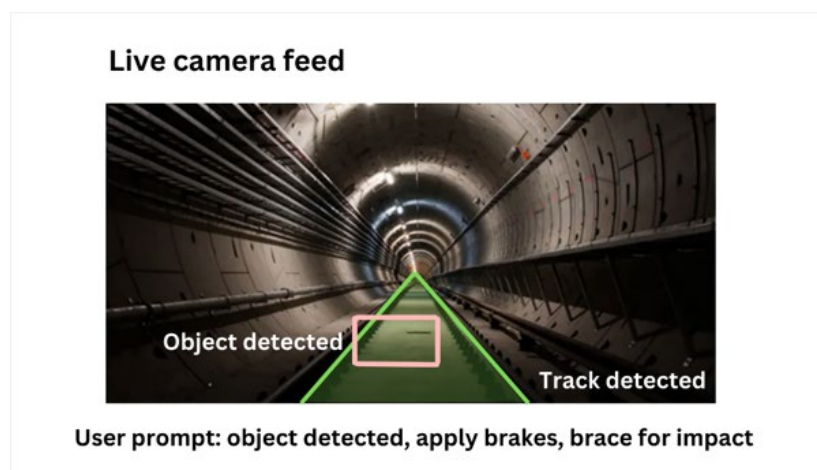 Live camera feed
Object detected
Track detected
User prompt: object detected, apply brakes, brace for impact